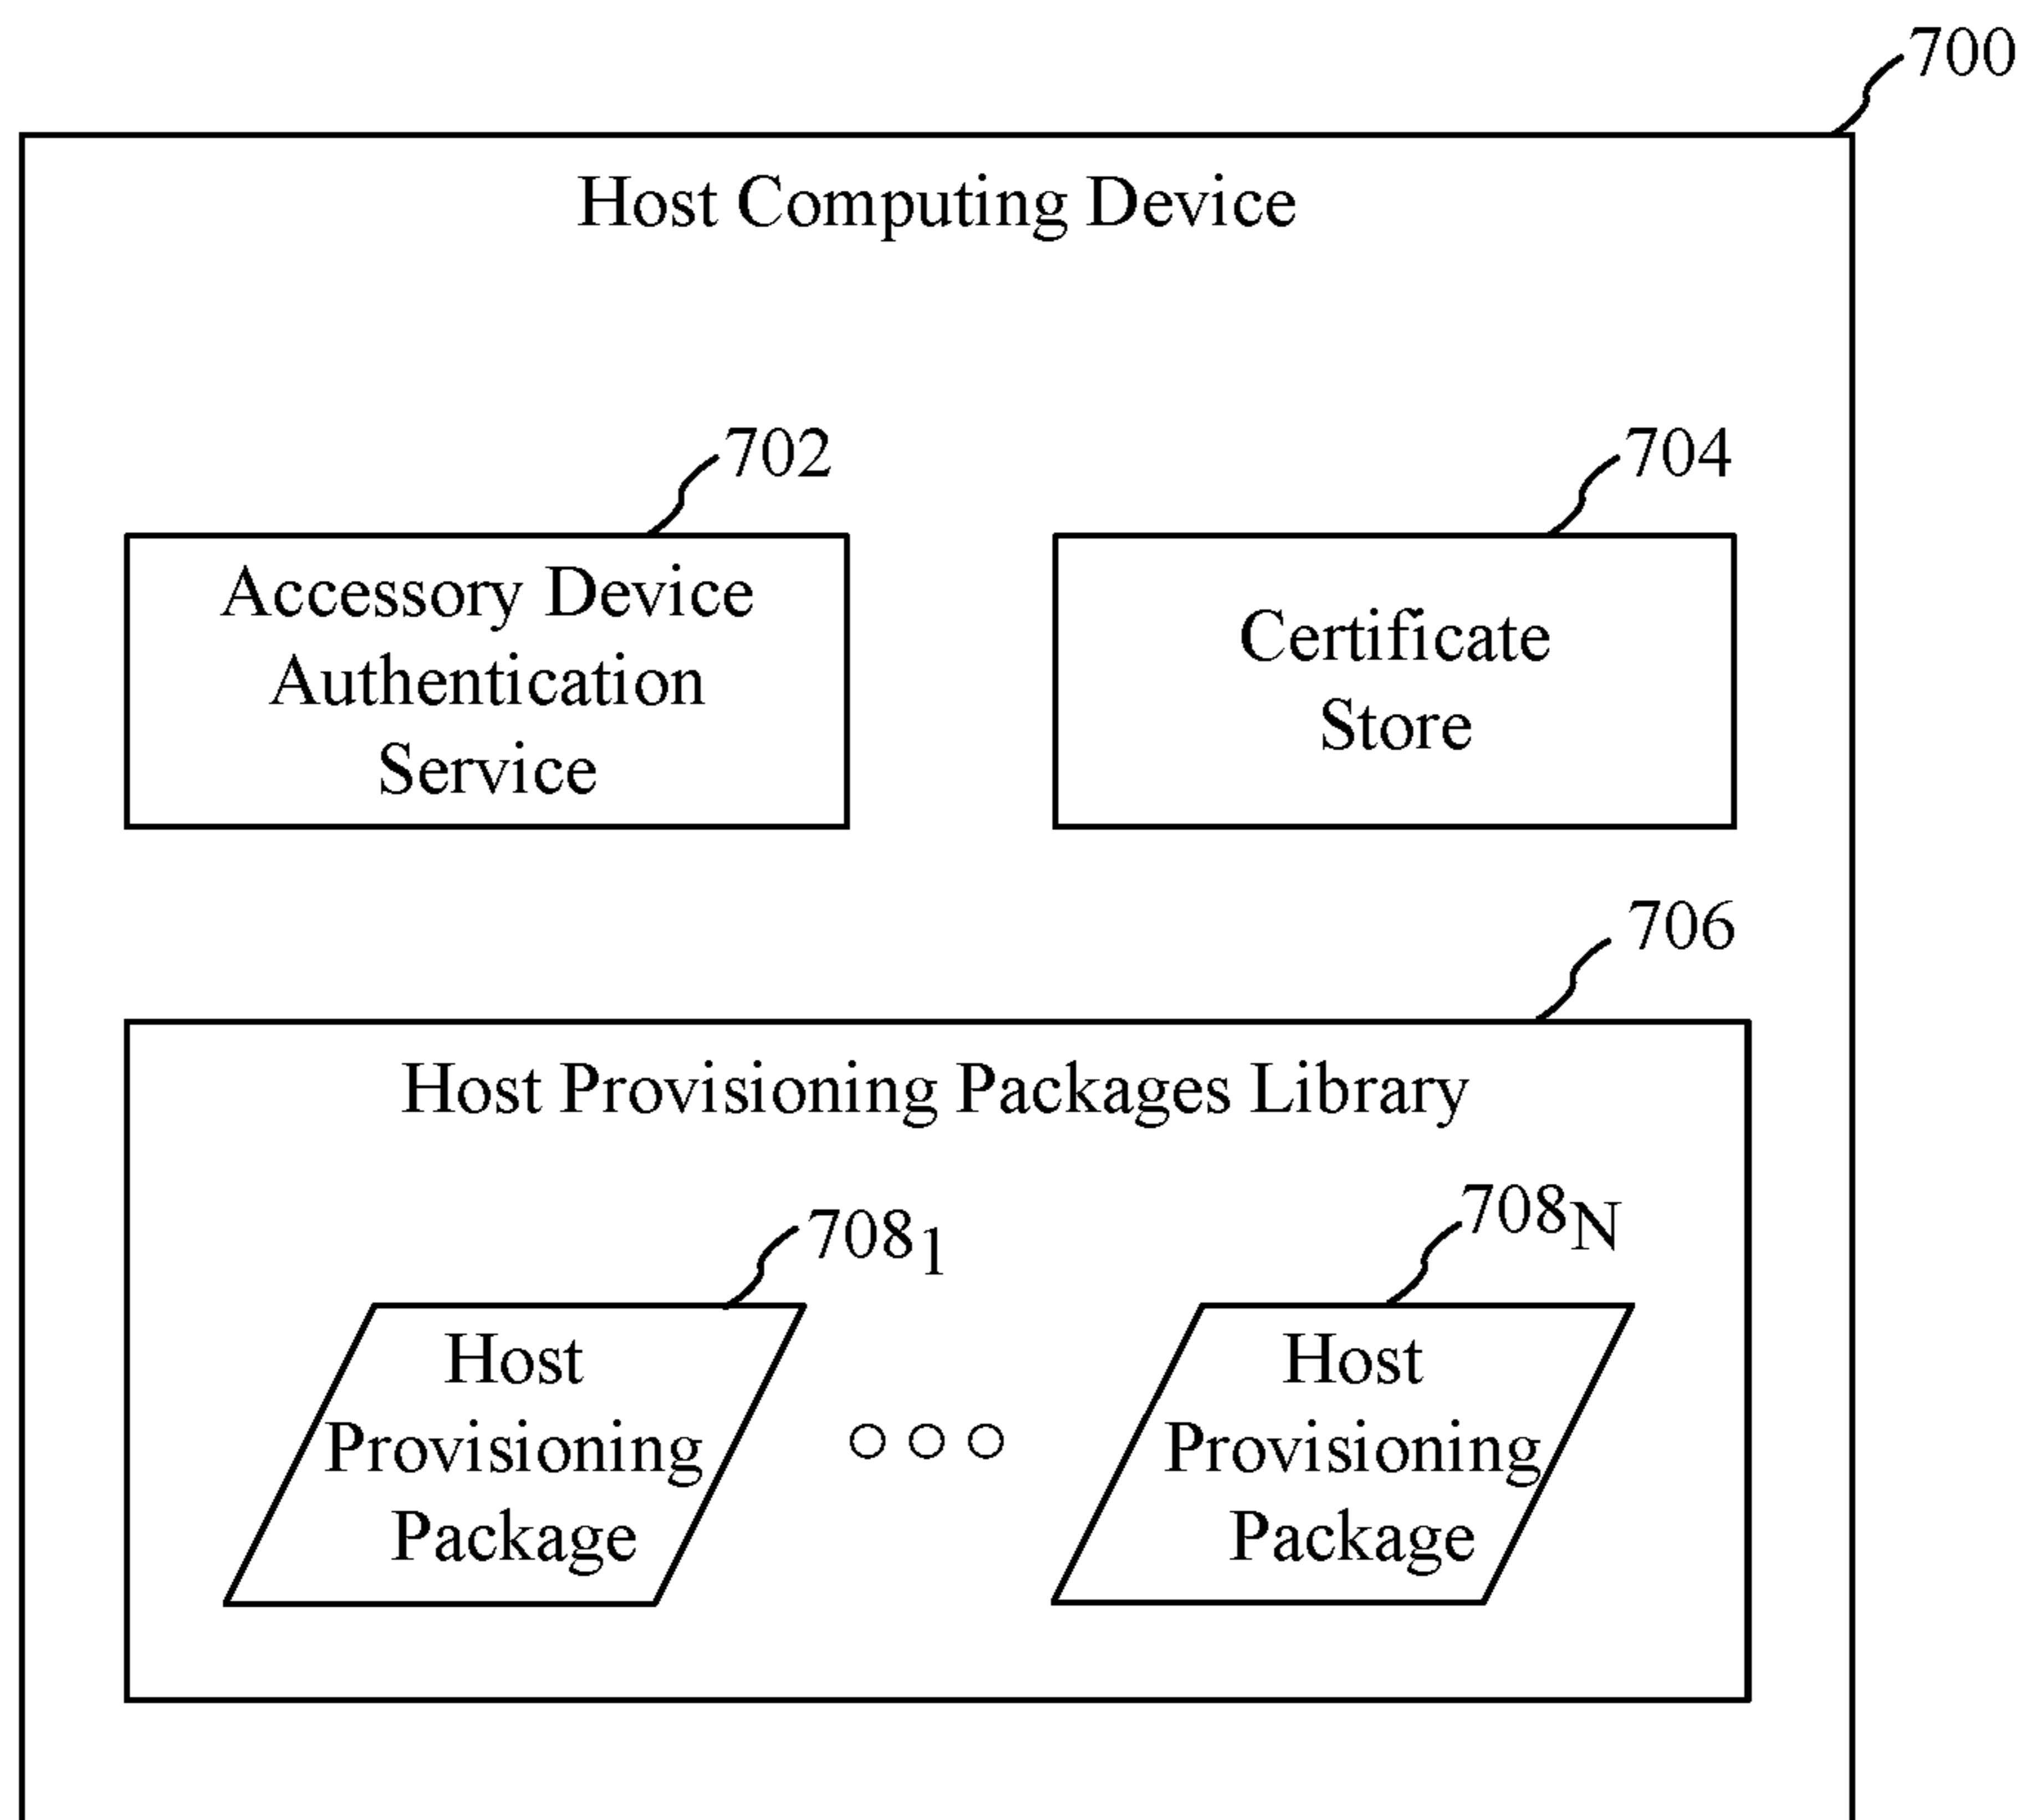 700
Host Computing Device
702
704
Accessory Device
Authentication
Service
Certificate
Store
706
Host Provisioning Packages Library
708₁
708N
Host
Provisioning
Package
Host
Provisioning
Package